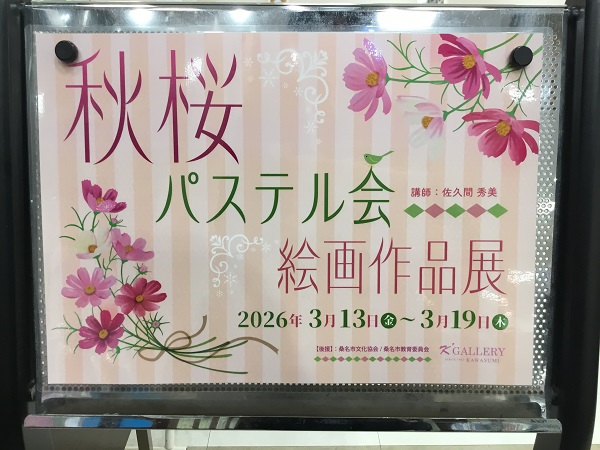 秋桜
パステル会
講師：佐久間 秀美
絵画作品展
2026年 3月13日金〜3月19日木
【後援】：桑名市文化協会/桑名市教育委員会
K's GALLERY
KAWASUMI